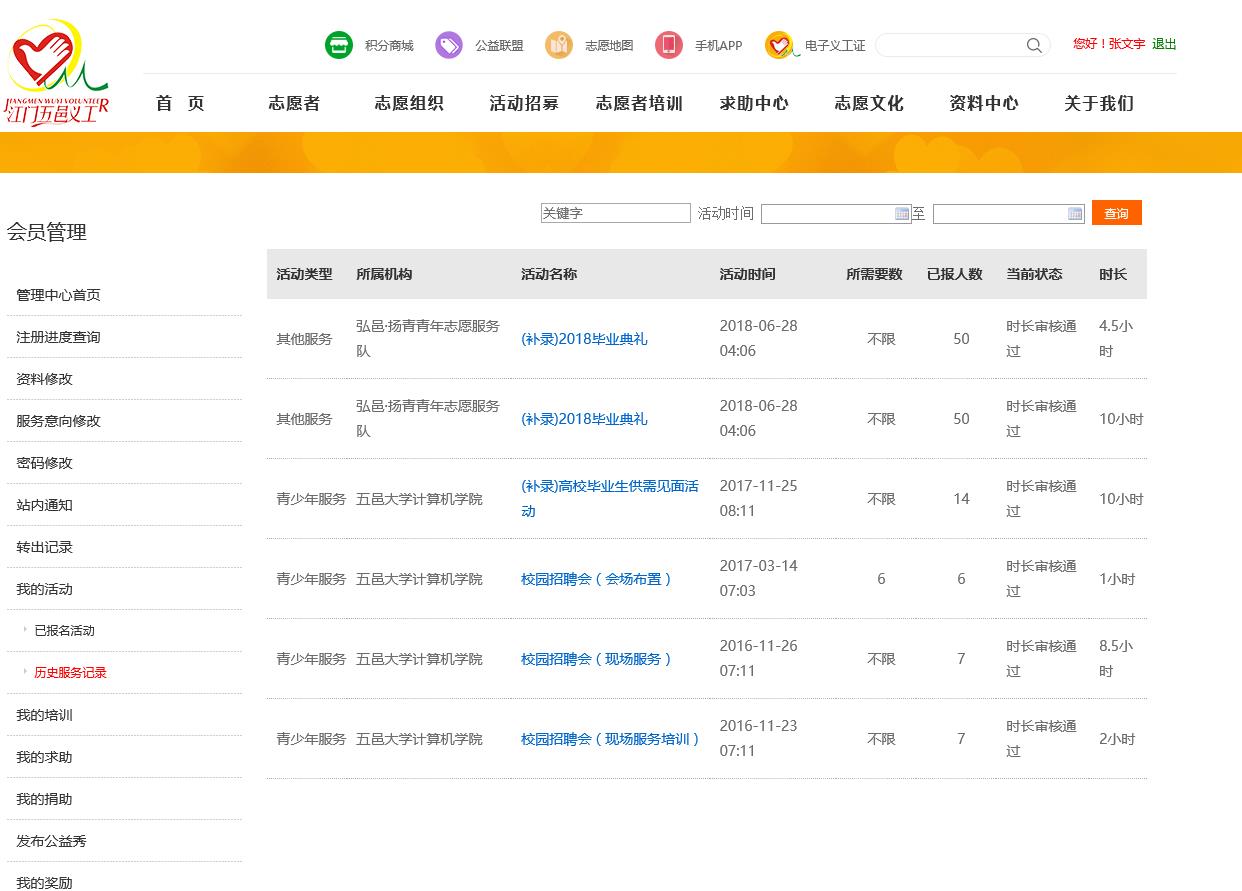 积分商城 公益联盟 志愿地图 手机APP 电子义工证 您好！张文宇 退出
JIANGMEN WUYI VOLUNTEER
江门五邑义工
首 页 志愿者 志愿组织 活动招募 志愿者培训 求助中心 志愿文化 资料中心 关于我们
关键字 活动时间 至 查询
会员管理
管理中心首页
注册进度查询
资料修改
服务意向修改
密码修改
站内通知
转出记录
我的活动
已报名活动
历史服务记录
我的培训
我的求助
我的捐助
发布公益秀
我的奖励
活动类型 所属机构 活动名称 活动时间 所需要数 已报人数 当前状态 时长
其他服务 弘邑·扬青青年志愿服务队 (补录)2018毕业典礼 2018-06-28 04:06 不限 50 时长审核通过 4.5小时
其他服务 弘邑·扬青青年志愿服务队 (补录)2018毕业典礼 2018-06-28 04:06 不限 50 时长审核通过 10小时
青少年服务 五邑大学计算机学院 (补录)高校毕业生供需见面活动 2017-11-25 08:11 不限 14 时长审核通过 10小时
青少年服务 五邑大学计算机学院 校园招聘会（会场布置） 2017-03-14 07:03 6 6 时长审核通过 1小时
青少年服务 五邑大学计算机学院 校园招聘会（现场服务） 2016-11-26 07:11 不限 7 时长审核通过 8.5小时
青少年服务 五邑大学计算机学院 校园招聘会（现场服务培训） 2016-11-23 07:11 不限 7 时长审核通过 2小时